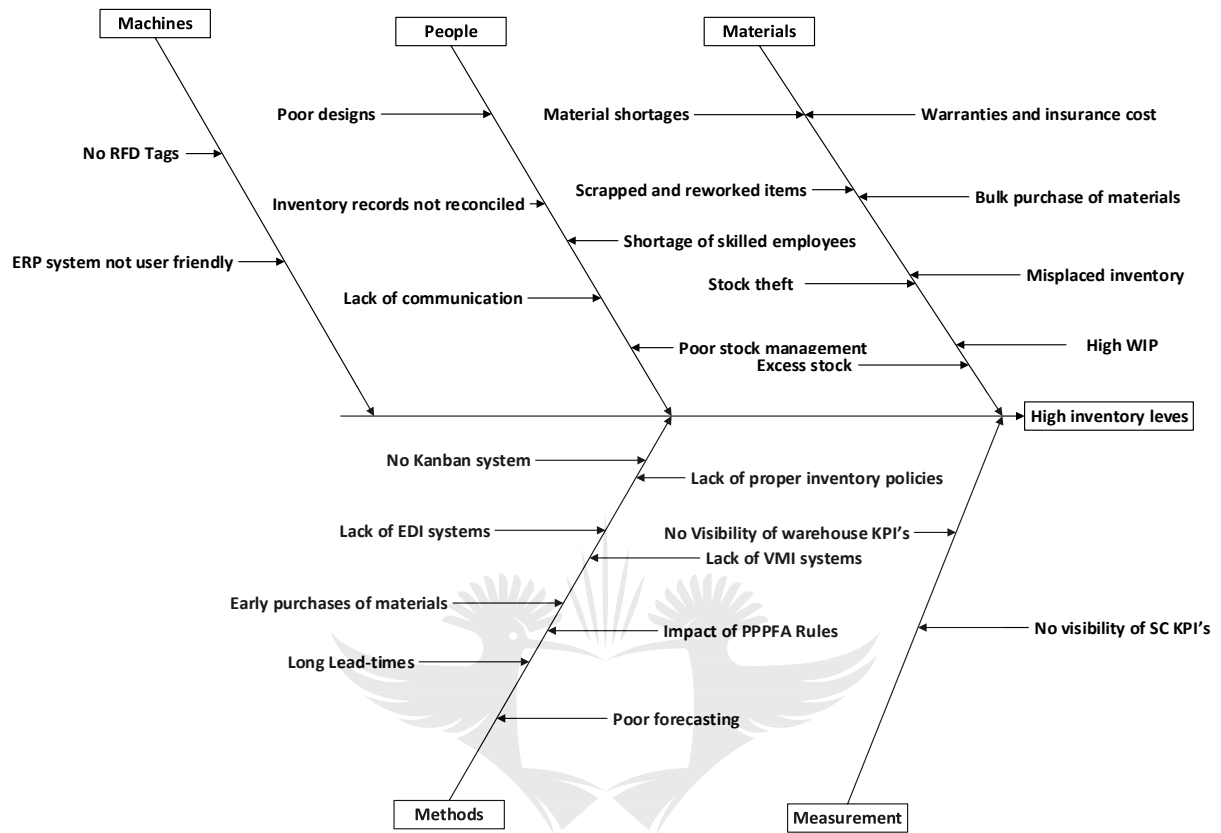 Machines
People
Materials
Poor designs
Material shortages
Warranties and insurance cost
No RFD Tags
Scrapped and reworked items
Bulk purchase of materials
Inventory records not reconciled
Shortage of skilled employees
ERP system not user friendly
Misplaced inventory
Stock theft
Lack of communication
High WIP
Poor stock management
Excess stock
High inventory leves
No Kanban system
Lack of proper inventory policies
Lack of EDI systems
No Visibility of warehouse KPI's
Lack of VMI systems
Early purchases of materials
Impact of PPPFA Rules
No visibility of SC KPI's
Long Lead-times
Poor forecasting
Methods
Measurement